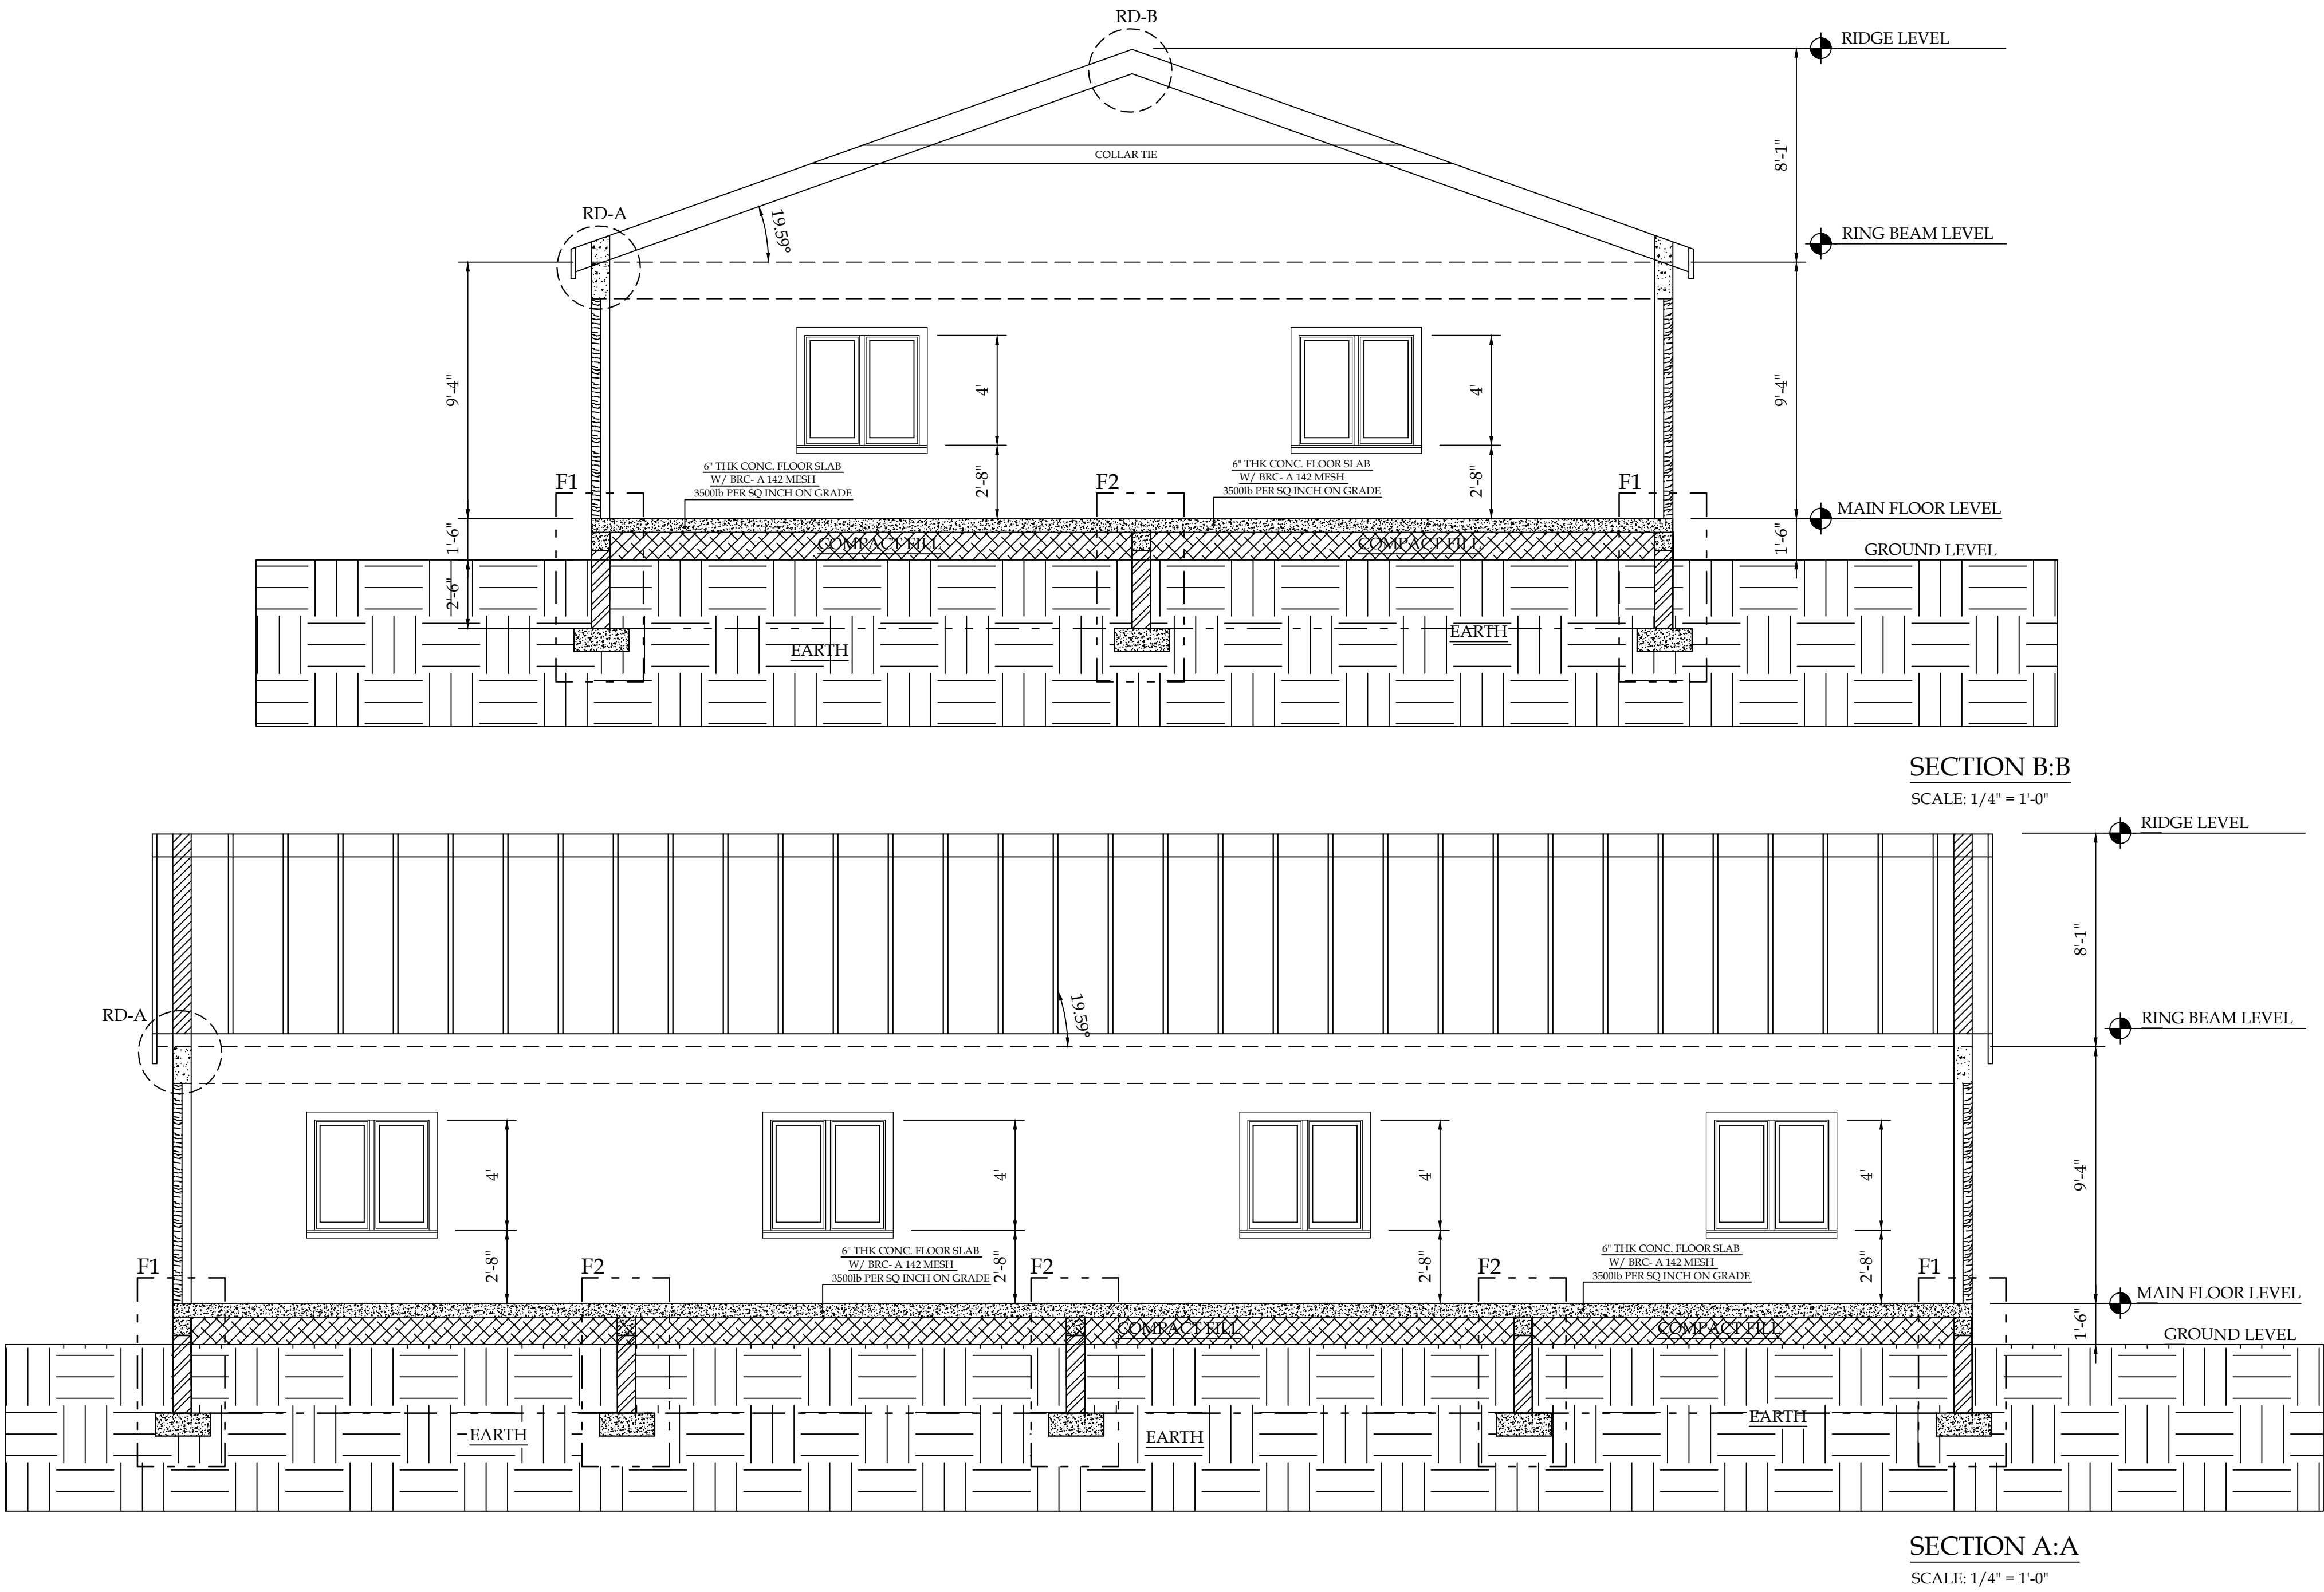 RD-B
RIDGE LEVEL
COLLAR TIE
8'-1"
RD-A
19.59°
RING BEAM LEVEL
9'-4"
4'
4'
9'-4"
6" THK CONC. FLOOR SLAB
W/ BRC- A 142 MESH
3500lb PER SQ INCH ON GRADE
6" THK CONC. FLOOR SLAB
W/ BRC- A 142 MESH
3500lb PER SQ INCH ON GRADE
F1
2'-8"
F2
2'-8"
F1
MAIN FLOOR LEVEL
1'-6"
COMPACT FILL
COMPACT FILL
1'-6"
GROUND LEVEL
2'-6"
EARTH
EARTH
SECTION B:B
SCALE: 1/4" = 1'-0"
RIDGE LEVEL
8'-1"
RD-A
19.59°
RING BEAM LEVEL
4'
4'
4'
4'
9'-4"
6" THK CONC. FLOOR SLAB
W/ BRC- A 142 MESH
3500lb PER SQ INCH ON GRADE
6" THK CONC. FLOOR SLAB
W/ BRC- A 142 MESH
3500lb PER SQ INCH ON GRADE
F1
2'-8"
F2
2'-8"
F2
2'-8"
F2
2'-8"
F1
MAIN FLOOR LEVEL
COMPACT FILL
COMPACT FILL
1'-6"
GROUND LEVEL
EARTH
EARTH
EARTH
SECTION A:A
SCALE: 1/4" = 1'-0"